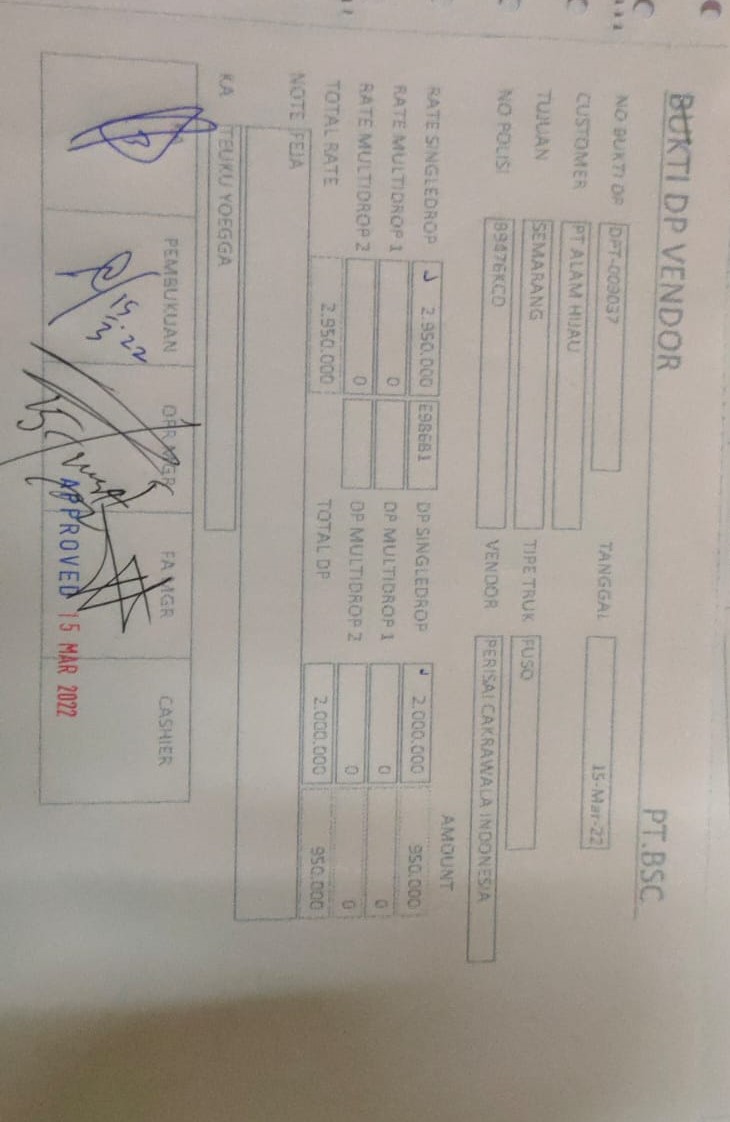 BUKTI DP VENDOR PT.BSC
NO BUKTI DP DPT-009037 TANGGAL 15-Mar-22
CUSTOMER PT ALAM HIJAU
TUJUAN SEMARANG TIPE TRUK FUSO
NO POLISI B9476KCD VENDOR PERISAI CAKRAWALA INDONESIA
AMOUNT
RATE SINGLEDROP 2.950.000 E98681 DP SINGLEDROP 2.000.000 950.000
RATE MULTIDROP 1 0 DP MULTIDROP 1 0 0
RATE MULTIDROP 2 0 DP MULTIDROP 2 0 0
TOTAL RATE 2.950.000 TOTAL DP 2.000.000 950.000
NOTE FEJA
KA TEUKU YOEGGA
PEMBUKUAN OPR MGR FA MGR CASHIER
APPROVED 15 MAR 2022